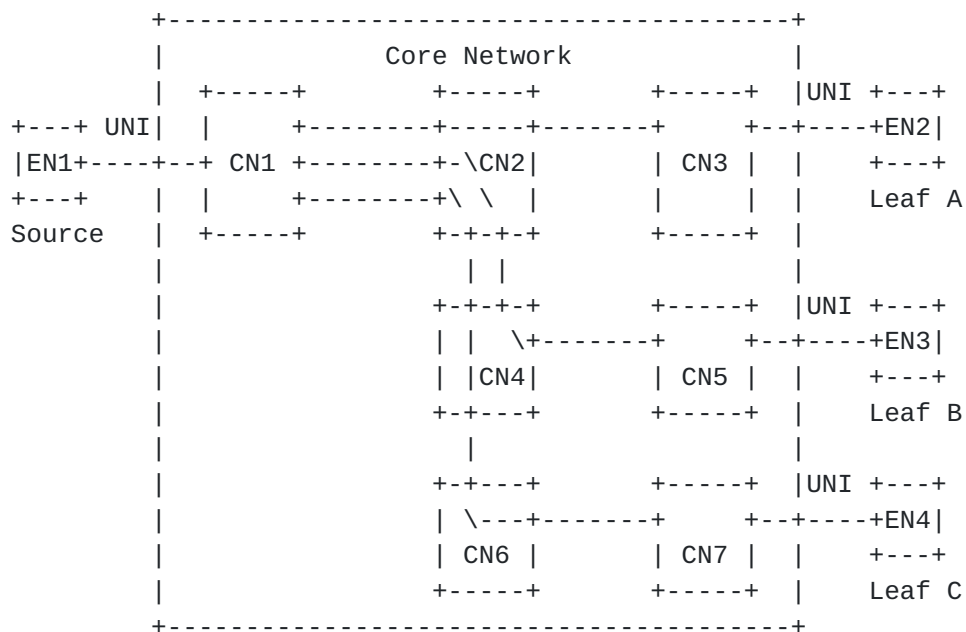 Core Network
UNI
UNI
EN2
EN1
CN1
CN2
CN3
Leaf A
Source
UNI
EN3
CN4
CN5
Leaf B
UNI
EN4
CN6
CN7
Leaf C